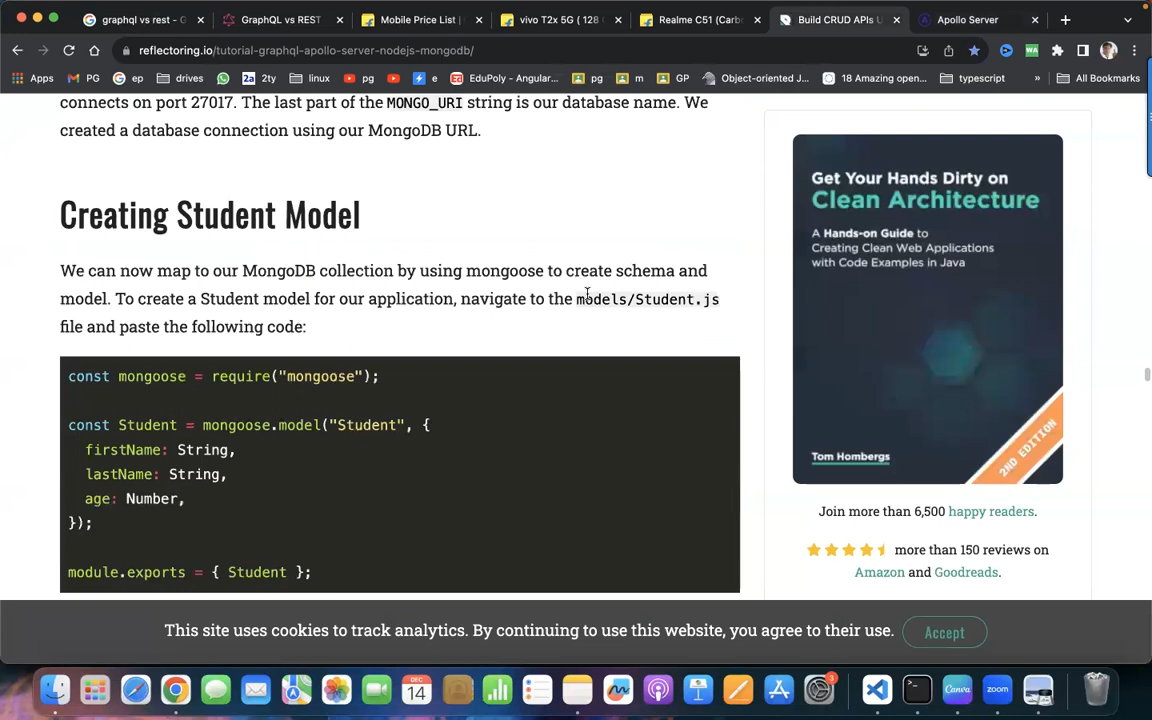 graphql vs rest - G
GraphQL vs REST
Mobile Price List |
vivo T2x 5G ( 128
Realme C51 (Carb
Build CRUD APIs U
Apollo Server
reflectoring.io/tutorial-graphql-apollo-server-nodejs-mongodb/
WA
Apps
PG
ep
drives
2a
2ty
linux
pg
e
Ed
EduPoly - Angular...
pg
m
GP
Object-oriented J...
18 Amazing open...
typescript
»
All Bookmarks
connects on port 27017. The last part of the MONGO_URI string is our database name. We
created a database connection using our MongoDB URL.
Creating Student Model
We can now map to our MongoDB collection by using mongoose to create schema and
model. To create a Student model for our application, navigate to the models/Student.js
file and paste the following code:
const mongoose = require("mongoose");
const Student = mongoose.model("Student", {
firstName: String,
lastName: String,
age: Number,
});
module.exports = { Student };
Get Your Hands Dirty on
Clean Architecture
A Hands-on Guide to
Creating Clean Web Applications
with Code Examples in Java
Tom Hombergs
2ND EDITION
Join more than 6,500 happy readers.
more than 150 reviews on
Amazon and Goodreads.
This site uses cookies to track analytics. By continuing to use this website, you agree to their use.
Accept
DEC
14
3
Canva
zoom